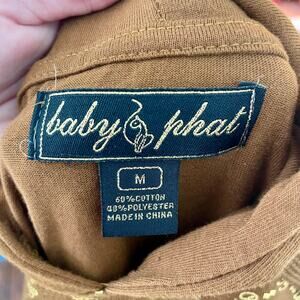 baby phat
M
60% COTTON
40% POLYESTER
MADE IN CHINA